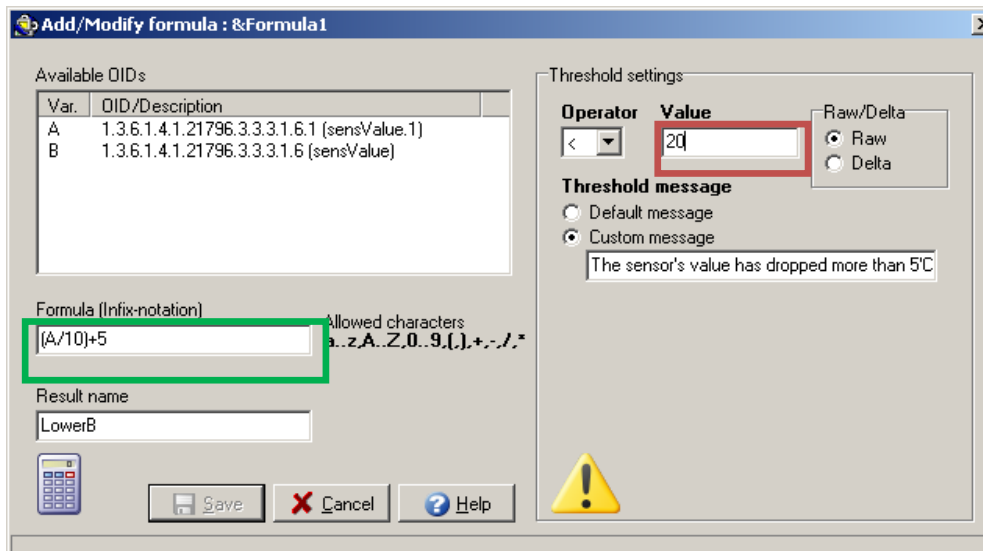 Add/Modify formula : &Formula1
Available OIDs
Var. OID/Description
A 1.3.6.1.4.1.21796.3.3.3.1.6.1 (sensValue.1)
B 1.3.6.1.4.1.21796.3.3.3.1.6 (sensValue)
Formula (Infix-notation)
(A/10)+5
Allowed characters
a..z,A..Z,0..9,(,),+,-,/,*
Result name
LowerB
Save
Cancel
Help
Threshold settings
Operator Value
< 20
Raw/Delta
Raw
Delta
Threshold message
Default message
Custom message
The sensor's value has dropped more than 5'C